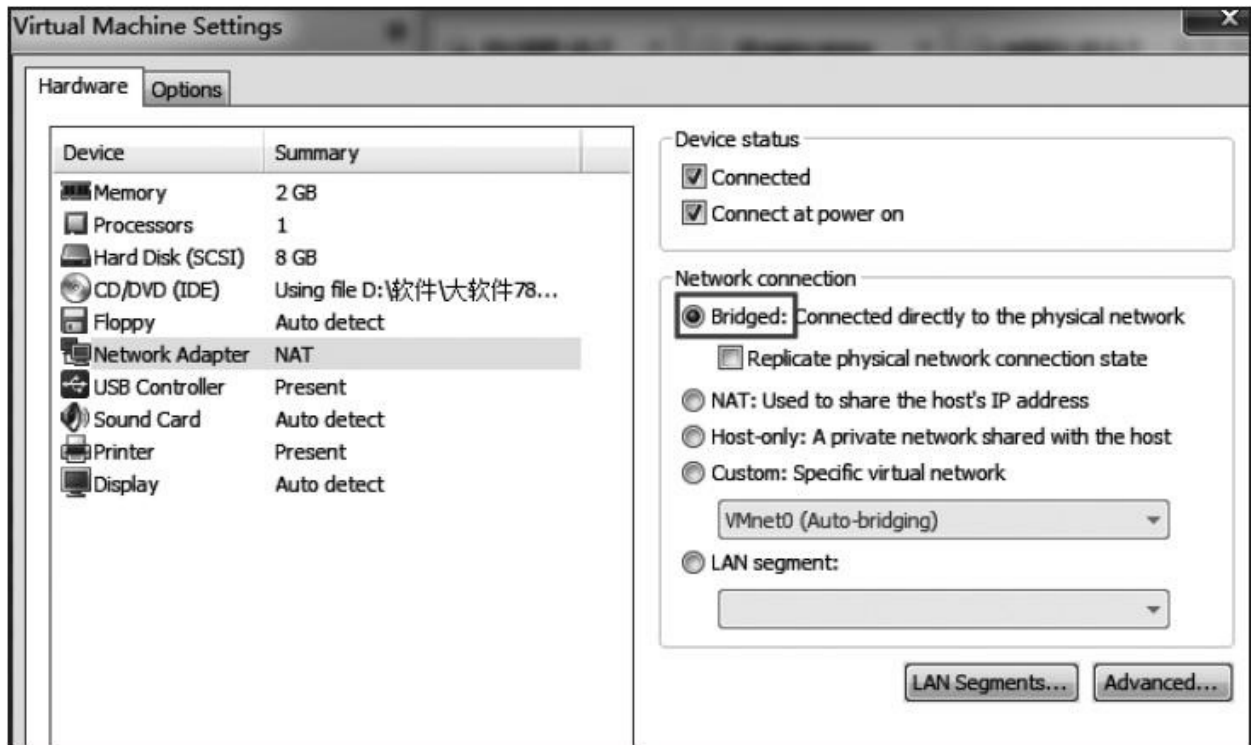 Virtual Machine Settings
Hardware
Options
Device Summary
Memory 2 GB
Processors 1
Hard Disk (SCSI) 8 GB
CD/DVD (IDE) Using file D:\软件\大软件78...
Floppy Auto detect
Network Adapter NAT
USB Controller Present
Sound Card Auto detect
Printer Present
Display Auto detect
Device status
Connected
Connect at power on
Network connection
Bridged: Connected directly to the physical network
Replicate physical network connection state
NAT: Used to share the host's IP address
Host-only: A private network shared with the host
Custom: Specific virtual network
VMnet0 (Auto-bridging)
LAN segment:
LAN Segments... Advanced...